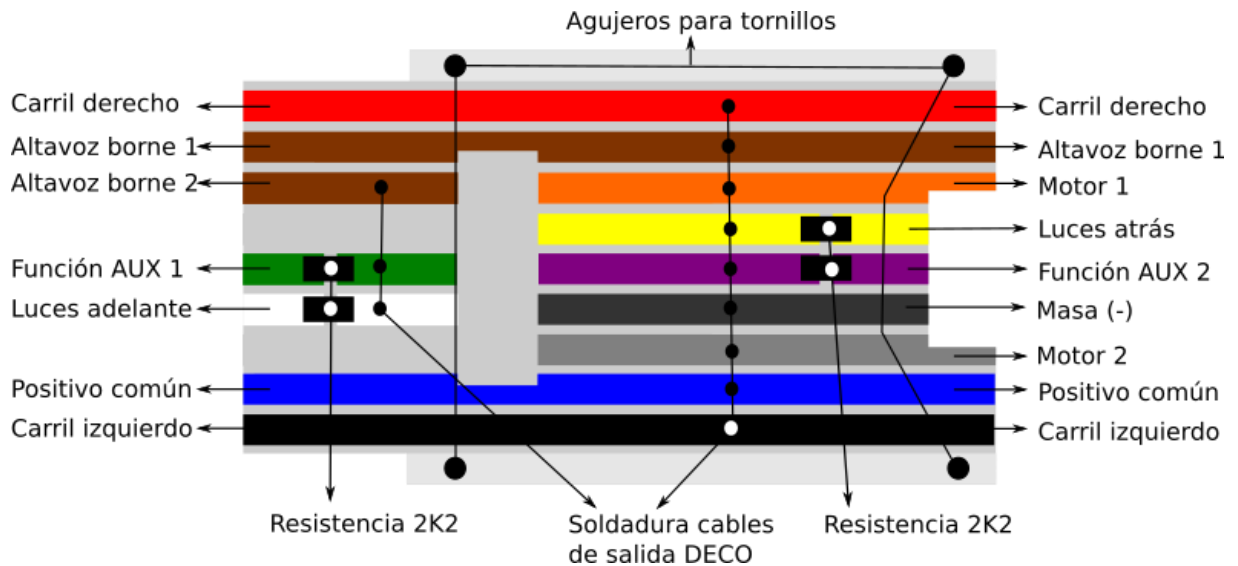 Agujeros para tornillos
Carril derecho
Carril derecho
Altavoz borne 1
Altavoz borne 1
Altavoz borne 2
Motor 1
Luces atrás
Función AUX 1
Función AUX 2
Luces adelante
Masa (-)
Motor 2
Positivo común
Positivo común
Carril izquierdo
Carril izquierdo
Resistencia 2K2
Soldadura cables
de salida DECO
Resistencia 2K2